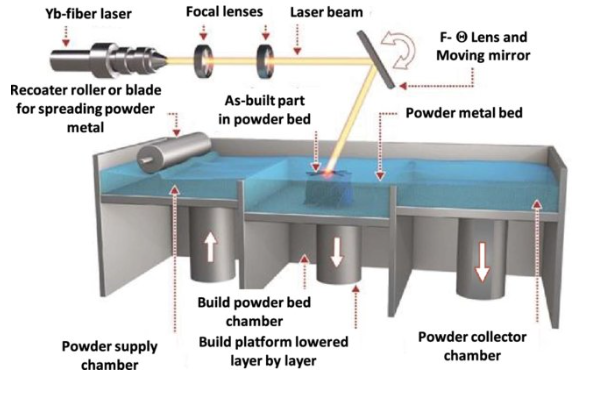 Yb-fiber laser
Focal lenses
Laser beam
F- Θ Lens and
Moving mirror
Recoater roller or blade
for spreading powder
metal
As-built part
in powder bed
Powder metal bed
Build powder bed
chamber
Build platform lowered
layer by layer
Powder supply
chamber
Powder collector
chamber